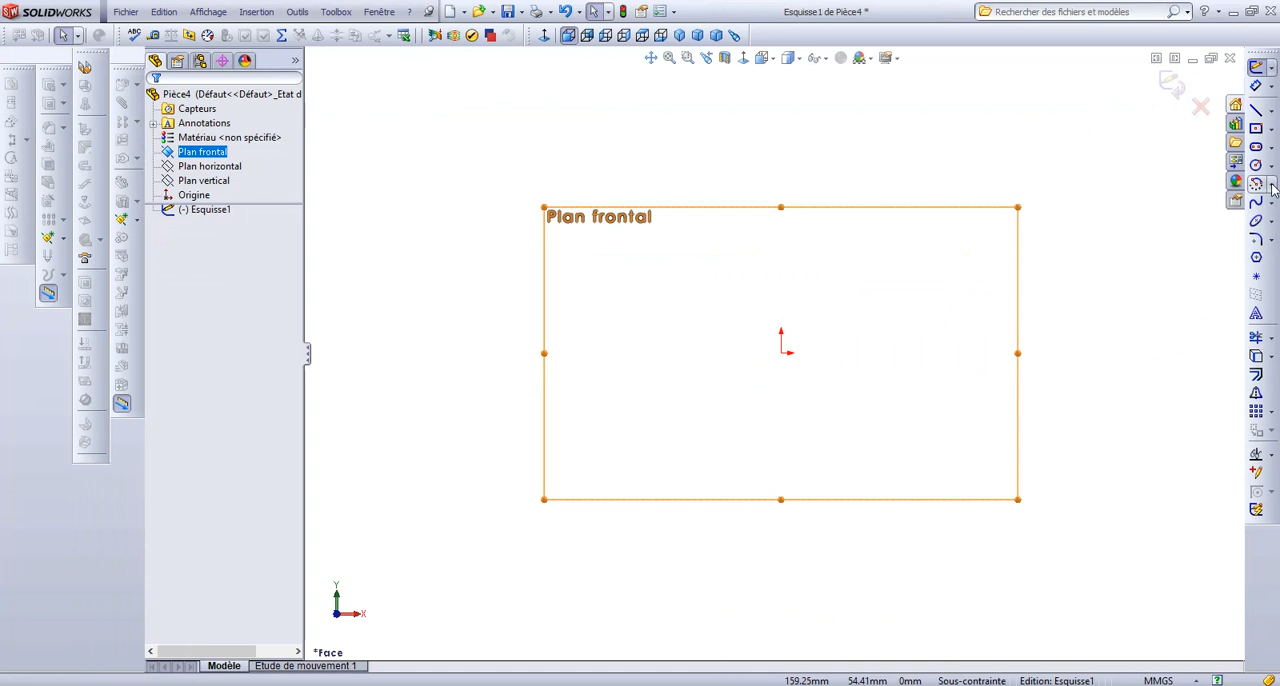 SOLIDWORKS Fichier Edition Affichage Insertion Outils Toolbox Fenêtre ? Esquisse1 de Pièce4 * Rechercher des fichiers et modèles
Pièce4 (Défaut<<Défaut>_Etat d
Capteurs
Annotations
Matériau <non spécifié>
Plan frontal
Plan horizontal
Plan vertical
Origine
(-) Esquisse1
Plan frontal
Y
X
*Face
Modèle Etude de mouvement 1
159.25mm 54.41mm 0mm Sous-contrainte Edition: Esquisse1 MMGS